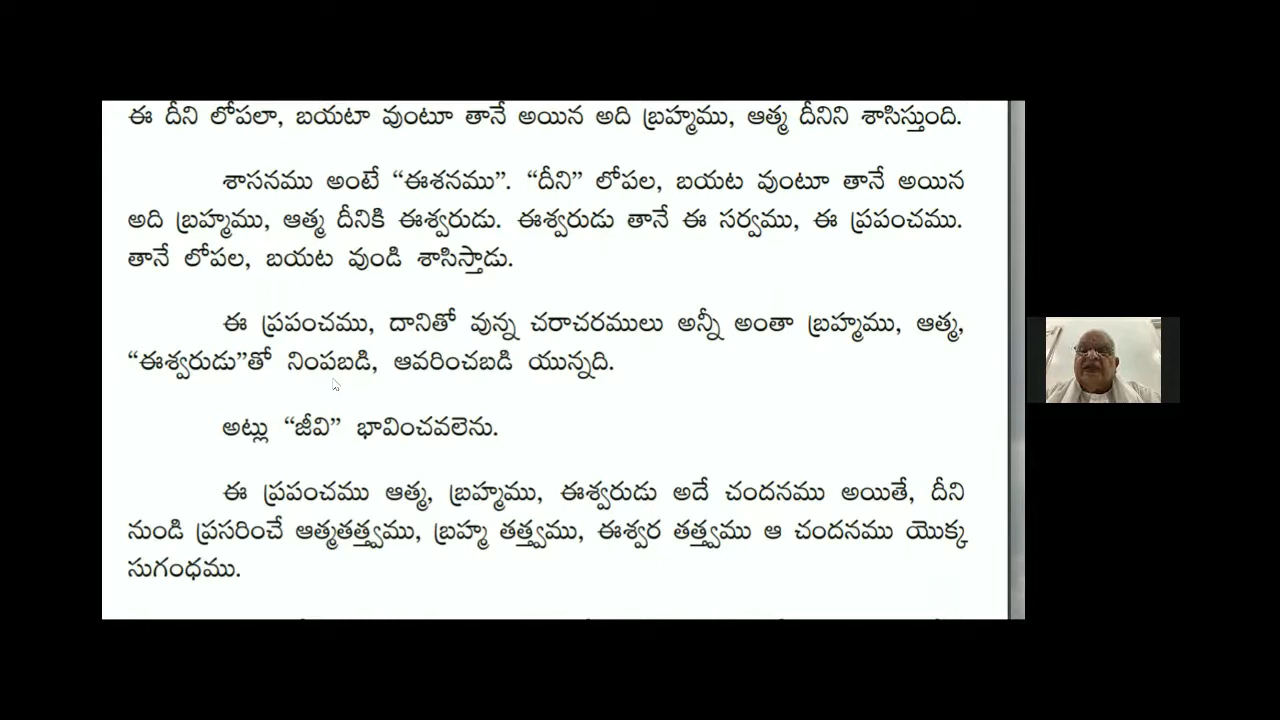 ఈ దీని లోపలా, బయటా వుంటూ తానే అయిన అది బ్రహ్మము, ఆత్మ దీనిని శాసిస్తుంది.
శాసనము అంటే “ఈశనము”. “దీని” లోపల, బయట వుంటూ తానే అయిన
అది బ్రహ్మము, ఆత్మ దీనికి ఈశ్వరుడు. ఈశ్వరుడు తానే ఈ సర్వము, ఈ ప్రపంచము.
తానే లోపల, బయట వుండి శాసిస్తాడు.
ఈ ప్రపంచము, దానితో వున్న చరాచరములు అన్నీ అంతా బ్రహ్మము, ఆత్మ,
“ఈశ్వరుడు”తో నింపబడి, ఆవరించబడి యున్నది.
అట్లు “జీవి” భావించవలెను.
ఈ ప్రపంచము ఆత్మ, బ్రహ్మము, ఈశ్వరుడు అదే చందనము అయితే, దీని
నుండి ప్రసరించే ఆత్మతత్త్వము, బ్రహ్మ తత్త్వము, ఈశ్వర తత్త్వము ఆ చందనము యొక్క
సుగంధము.